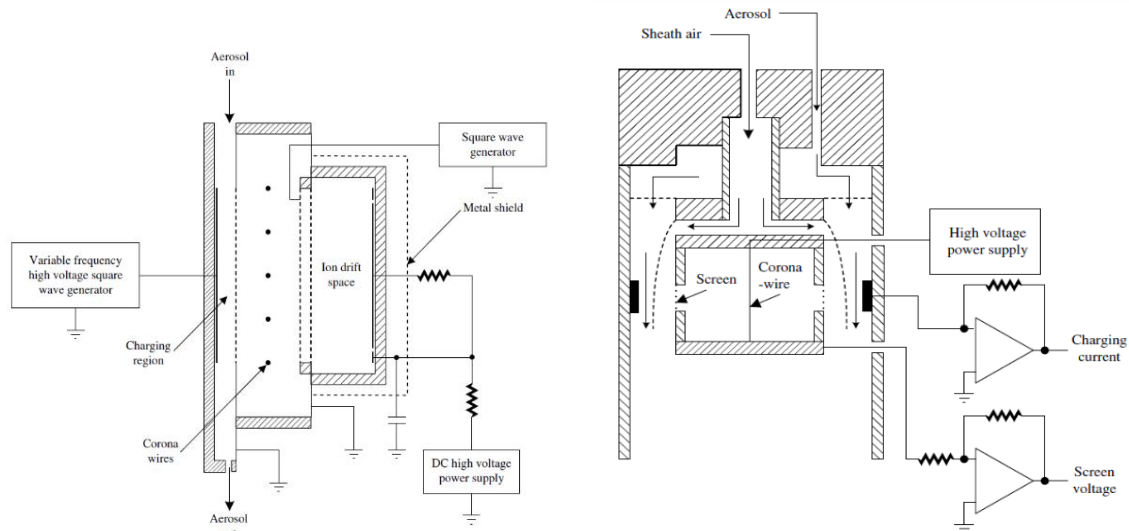 Aerosol
in
Square wave
generator
Metal shield
Variable frequency
high voltage square
wave generator
Ion drift
space
Charging
region
Corona
wires
DC high voltage
power supply
Aerosol
Aerosol
Sheath air
High voltage
power supply
Screen
Corona
-wire
Charging
current
Screen
voltage